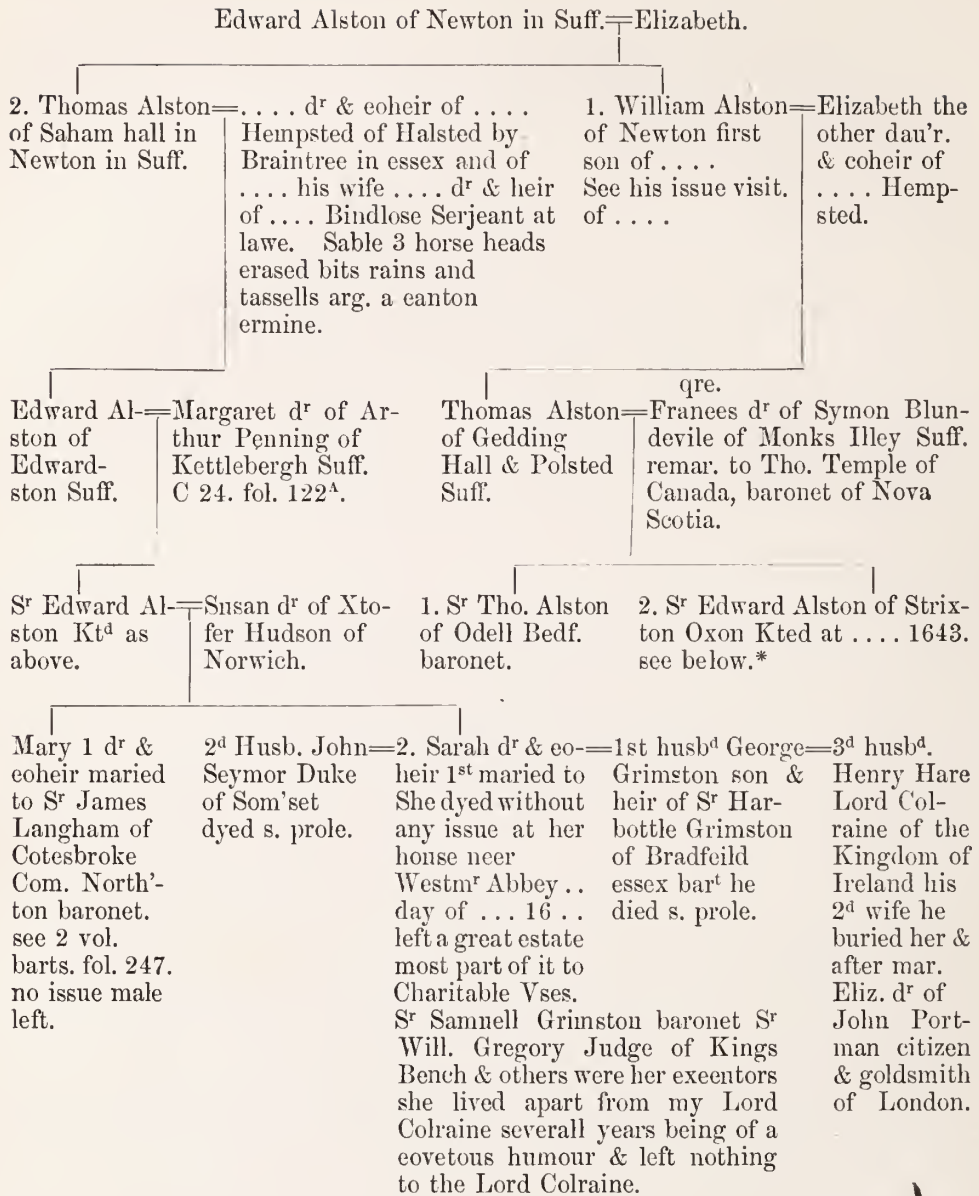 Edward Alston of Newton in Suff.=Elizabeth.
2. Thomas Alston=
of Saham hall in
Newton in Suff.
.... dʳ & coheir of ....
Hempsted of Halsted by
Braintree in essex and of
.... his wife .... dʳ & heir
of .... Bindlose Serjeant at
lawe. Sable 3 horse heads
erased bits rains and
tassells arg. a canton
ermine.
1. William Alston=
of Newton first
son of ....
See his issue visit.
of ....
Elizabeth the
other dau'r.
& coheir of
.... Hemp-
sted.
Edward Al-=
ston of
Edward-
ston Suff.
Margaret dʳ of Ar-
thur Penning of
Kettlebergh Suff.
C 24. fol. 122ᴬ.
Thomas Alston=
of Gedding
Hall & Polsted
Suff.
qre.
Frances dʳ of Symon Blun-
devile of Monks Illey Suff.
remar. to Tho. Temple of
Canada, baronet of Nova
Scotia.
Sʳ Edward Al-=
ston Ktᵈ as
above.
Susan dʳ of Xto-
fer Hudson of
Norwich.
1. Sʳ Tho. Alston
of Odell Bedf.
baronet.
2. Sʳ Edward Alston of Strix-
ton Oxon Kted at .... 1643.
see below.*
Mary 1 dʳ &
coheir maried
to Sʳ James
Langham of
Cotesbroke
Com. North'-
ton baronet.
see 2 vol.
barts. fol. 247.
no issue male
left.
2ᵈ Husb. John=
Seymor Duke
of Som'set
dyed s. prole.
2. Sarah dʳ & co-=
heir 1ˢᵗ maried to
She dyed without
any issue at her
house neer
Westmʳ Abbey ..
day of ... 16 ..
left a great estate
most part of it to
Charitable Vses.
Sʳ Samuell Grimston baronet Sʳ
Will. Gregory Judge of Kings
Bench & others were her executors
she lived apart from my Lord
Colraine severall years being of a
covetous humour & left nothing
to the Lord Colraine.
1st husbᵈ George=
Grimston son &
heir of Sʳ Har-
bottle Grimston
of Bradfeild
essex barᵗ he
died s. prole.
3ᵈ husbᵈ.
Henry Hare
Lord Col-
raine of the
Kingdom of
Ireland his
2ᵈ wife he
buried her &
after mar.
Eliz. dʳ of
John Port-
man citizen
& goldsmith
of London.